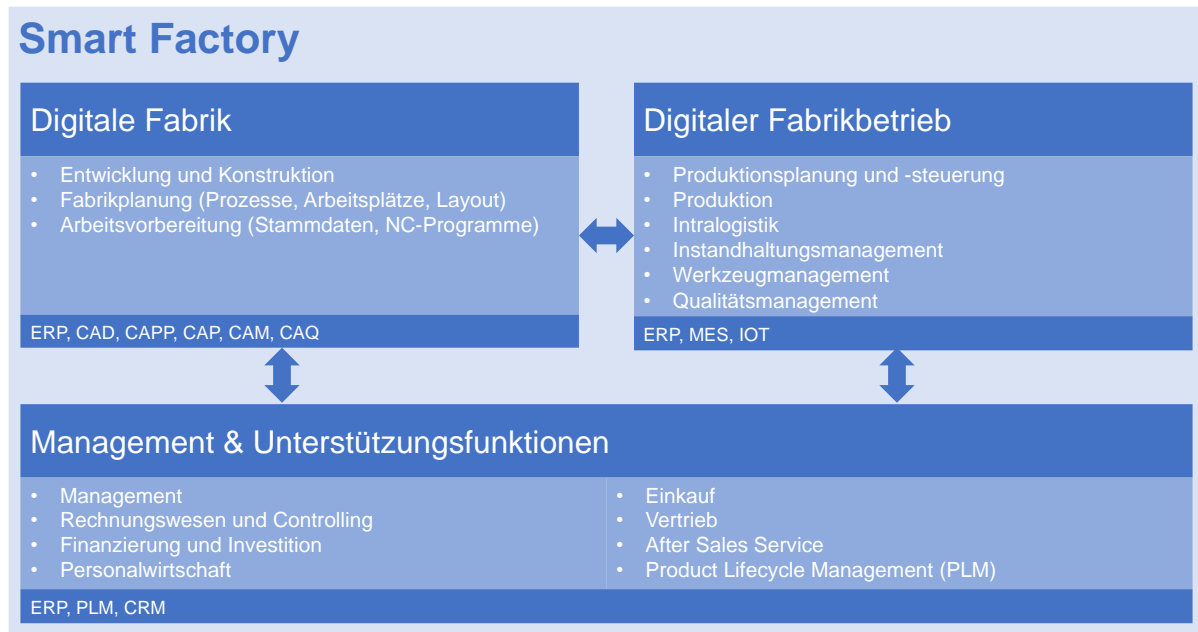 Smart Factory
Digitale Fabrik
• Entwicklung und Konstruktion
• Fabrikplanung (Prozesse, Arbeitsplätze, Layout)
• Arbeitsvorbereitung (Stammdaten, NC-Programme)
ERP, CAD, CAPP, CAP, CAM, CAQ
Digitaler Fabrikbetrieb
• Produktionsplanung und -steuerung
• Produktion
• Intralogistik
• Instandhaltungsmanagement
• Werkzeugmanagement
• Qualitätsmanagement
ERP, MES, IOT
Management & Unterstützungsfunktionen
• Management
• Rechnungswesen und Controlling
• Finanzierung und Investition
• Personalwirtschaft
• Einkauf
• Vertrieb
• After Sales Service
• Product Lifecycle Management (PLM)
ERP, PLM, CRM